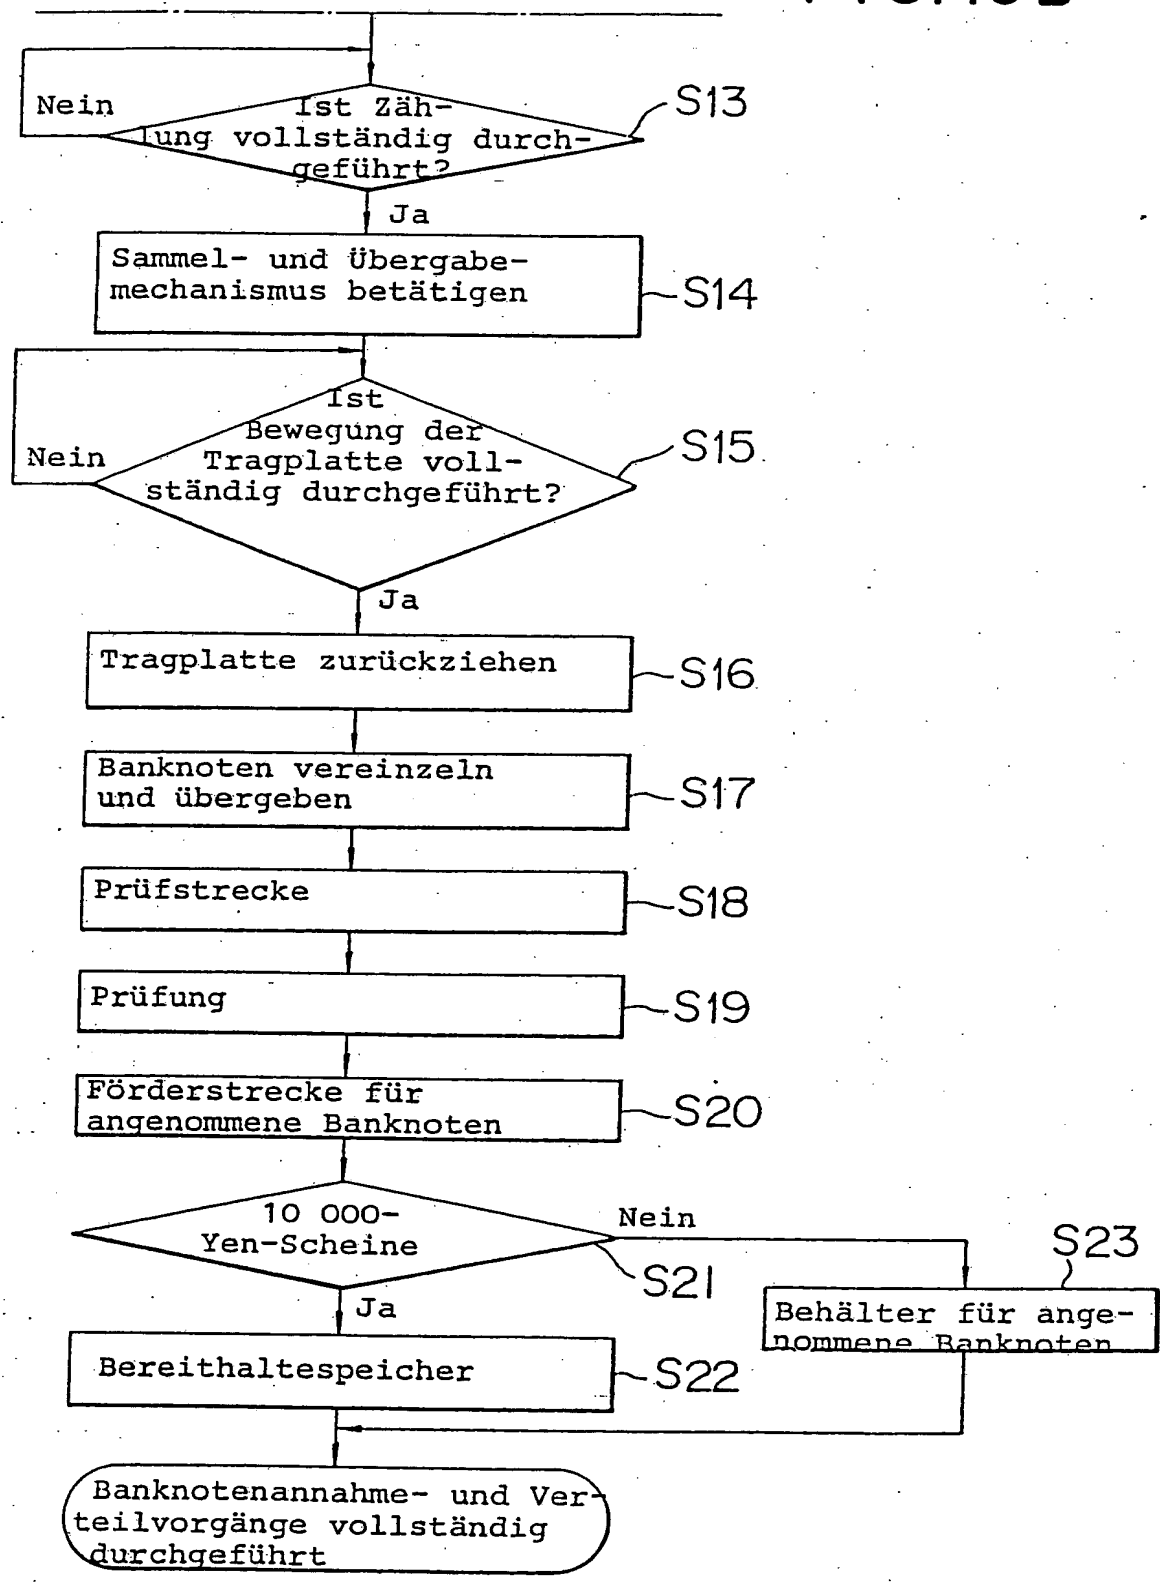 Nein
Ist Zäh-
lung vollständig durch-
geführt?
S13
Ja
Sammel- und Übergabe-
mechanismus betätigen
S14
Ist
Bewegung der
Tragplatte voll-
ständig durchgeführt?
Nein
S15
Ja
Tragplatte zurückziehen
S16
Banknoten vereinzeln
und übergeben
S17
Prüfstrecke
S18
Prüfung
S19
Förderstrecke für
angenommene Banknoten
S20
10 000-
Yen-Scheine
Nein
S21
S23
Ja
Behälter für ange-
nommene Banknoten
Bereithaltespeicher
S22
Banknotenannahme- und Ver-
teilvorgänge vollständig
durchgeführt